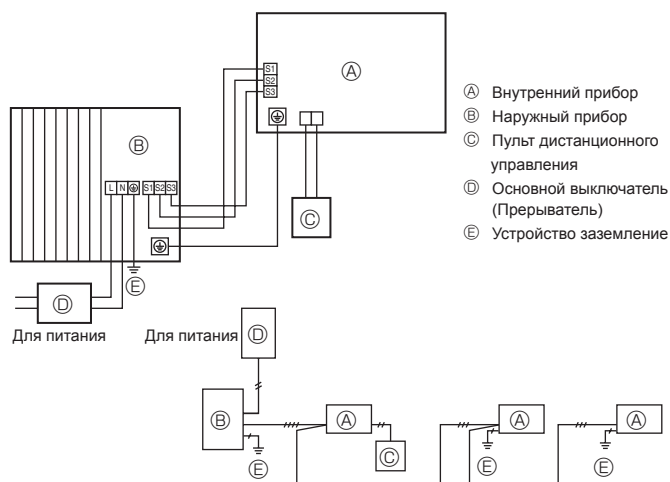 S1
S2
S3
Ⓐ
Ⓐ Внутренний прибор
Ⓑ Наружный прибор
Ⓒ Пульт дистанционного
управления
Ⓓ Основной выключатель
(Прерыватель)
Ⓔ Устройство заземление
Ⓑ
L N S1 S2 S3
Ⓒ
Ⓔ
Ⓓ
Для питания
Для питания Ⓓ
Ⓑ Ⓐ Ⓐ Ⓐ
Ⓒ
Ⓔ Ⓔ Ⓔ